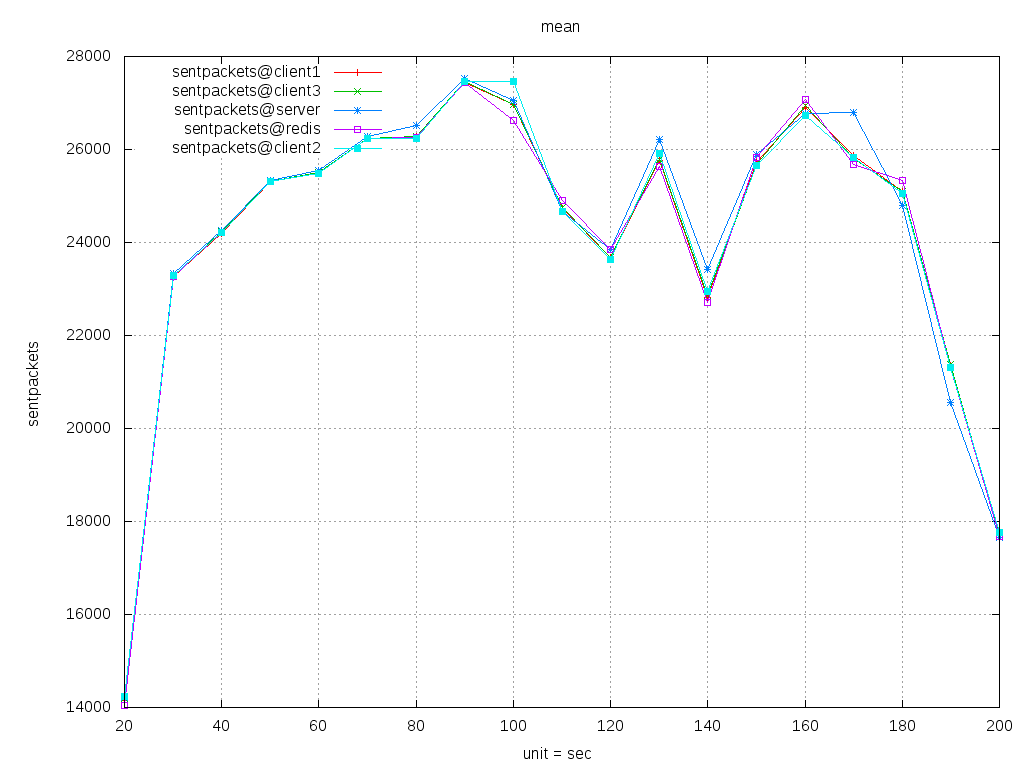 mean
28000
26000
24000
22000
20000
18000
16000
14000
sentpackets
sentpackets@client1
sentpackets@client3
sentpackets@server
sentpackets@redis
sentpackets@client2
20 40 60 80 100 120 140 160 180 200
unit = sec